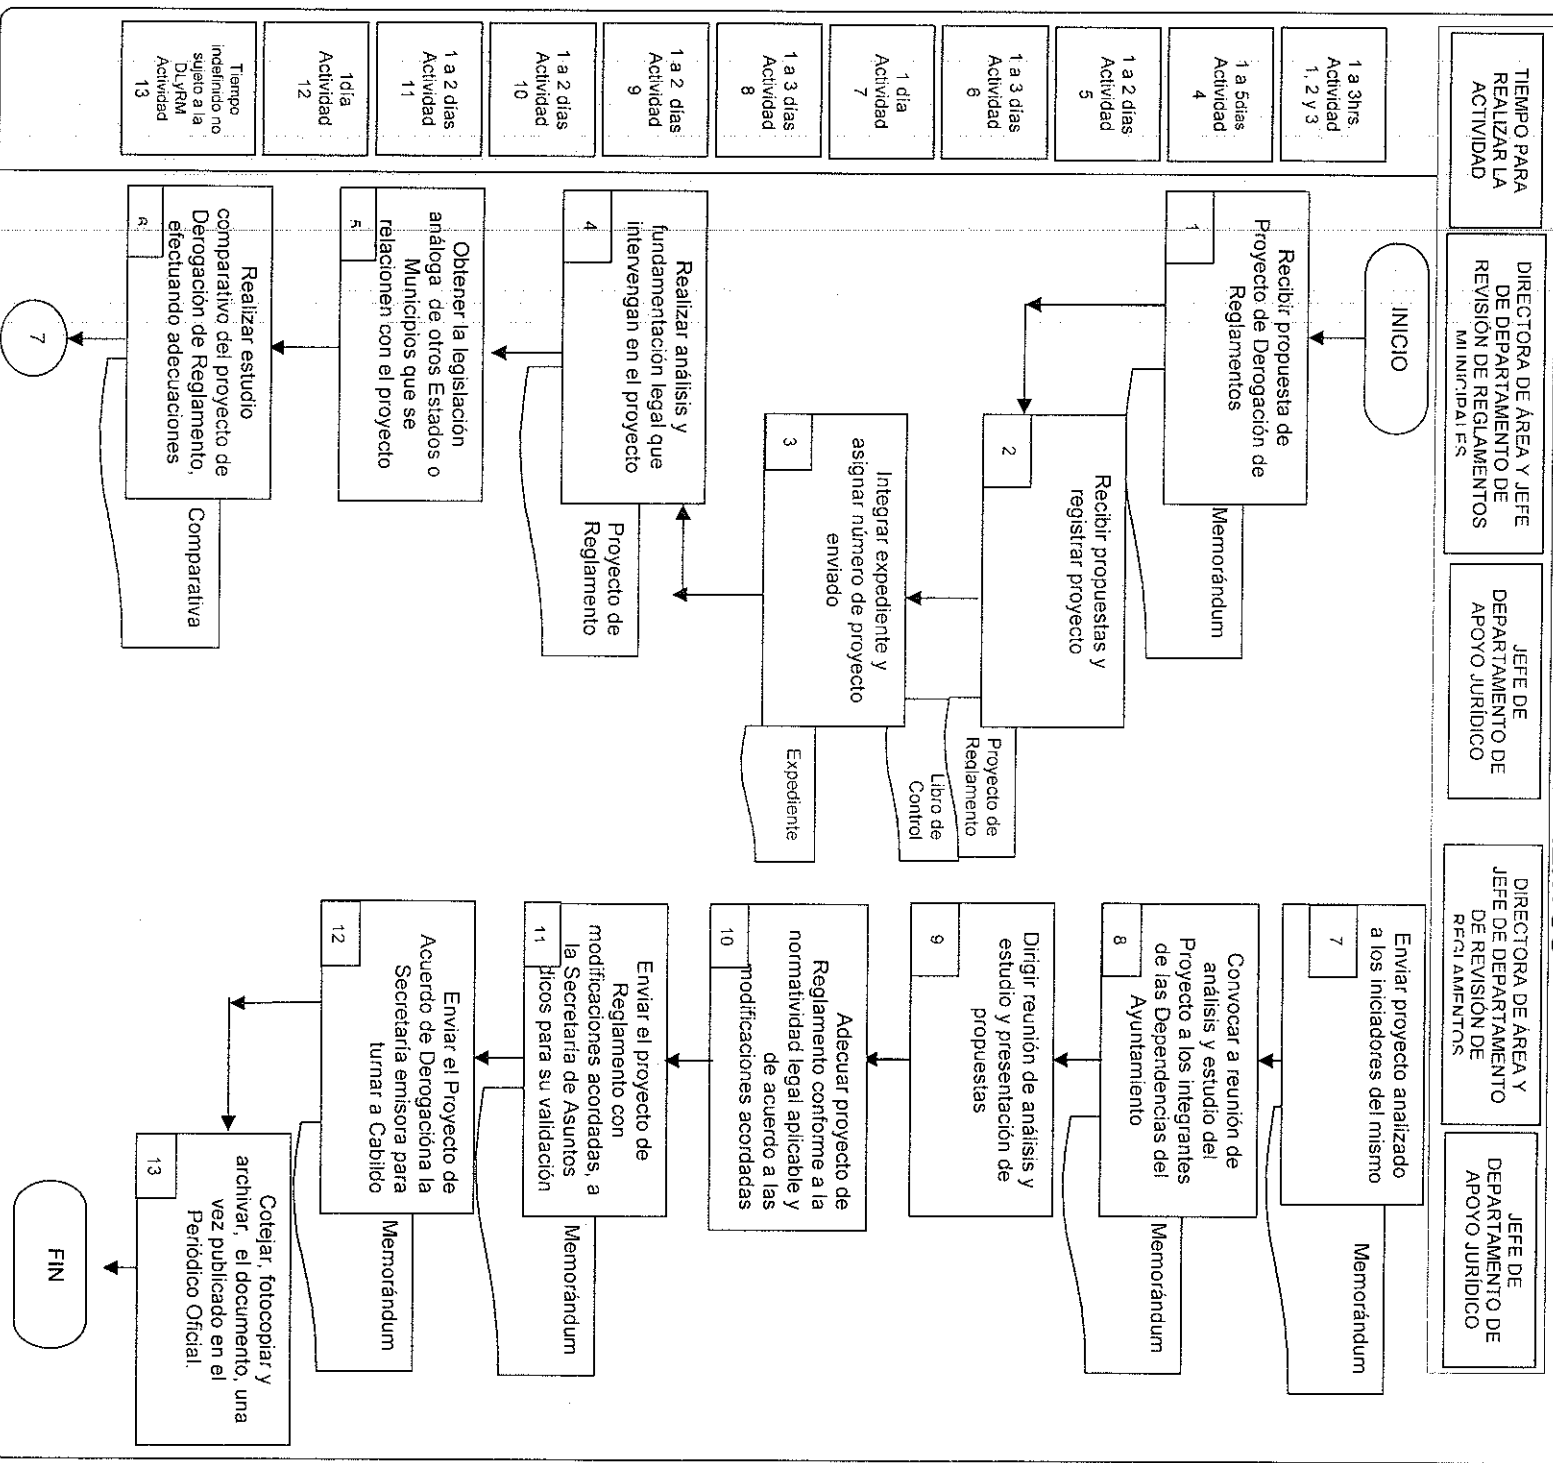 TIEMPO PARA
REALIZAR LA
ACTIVIDAD
DIRECTORA DE ÁREA Y JEFE
DE DEPARTAMENTO DE
REVISIÓN DE REGLAMENTOS
MUNICIPALES
JEFE DE
DEPARTAMENTO DE
APOYO JURÍDICO
DIRECTORA DE ÁREA Y
JEFE DE DEPARTAMENTO
DE REVISIÓN DE
REGLAMENTOS
JEFE DE
DEPARTAMENTO DE
APOYO JURÍDICO
1 a 3hrs.
Actividad
1, 2 y 3
1 a 5días
Actividad
4
1 a 2 días
Actividad
5
1 a 3 días
Actividad
6
1 día
Actividad
7
1 a 3 días
Actividad
8
1 a 2 días
Actividad
9
1 a 2 días
Actividad
10
1 a 2 días
Actividad
11
1día
Actividad
12
Tiempo
indefinido no
sujeto a la
DLyRM
Actividad
13
INICIO
Recibir propuesta de
Proyecto de Derogación de
Reglamentos
1
Memorándum
Recibir propuestas y
registrar proyecto
2
Proyecto de
Reglamento
Libro de
Control
Integrar expediente y
asignar número de proyecto
enviado
3
Expediente
Realizar análisis y
fundamentación legal que
intervengan en el proyecto
4
Proyecto de
Reglamento
Obtener la legislación
análoga de otros Estados o
Municipios que se
relacionen con el proyecto
5
Realizar estudio
comparativo del proyecto de
Derogación de Reglamento,
efectuando adecuaciones
6
Comparativa
7
Enviar proyecto analizado
a los iniciadores del mismo
7
Memorándum
Convocar a reunión de
análisis y estudio del
Proyecto a los integrantes
de las Dependencias del
Ayuntamiento
8
Memorándum
Dirigir reunión de análisis y
estudio y presentación de
propuestas
9
Adecuar proyecto de
Reglamento conforme a la
normatividad legal aplicable y
de acuerdo a las
modificaciones acordadas
10
Enviar el proyecto de
Reglamento con
modificaciones acordadas, a
la Secretaría de Asuntos
dicos para su validación
11
Memorándum
Enviar el Proyecto de
Acuerdo de Derogacióna la
Secretaría emisora para
turnar a Cabildo
12
Memorándum
Cotejar, fotocopiar y
archivar, el documento, una
vez publicado en el
Periódico Oficial.
13
FIN